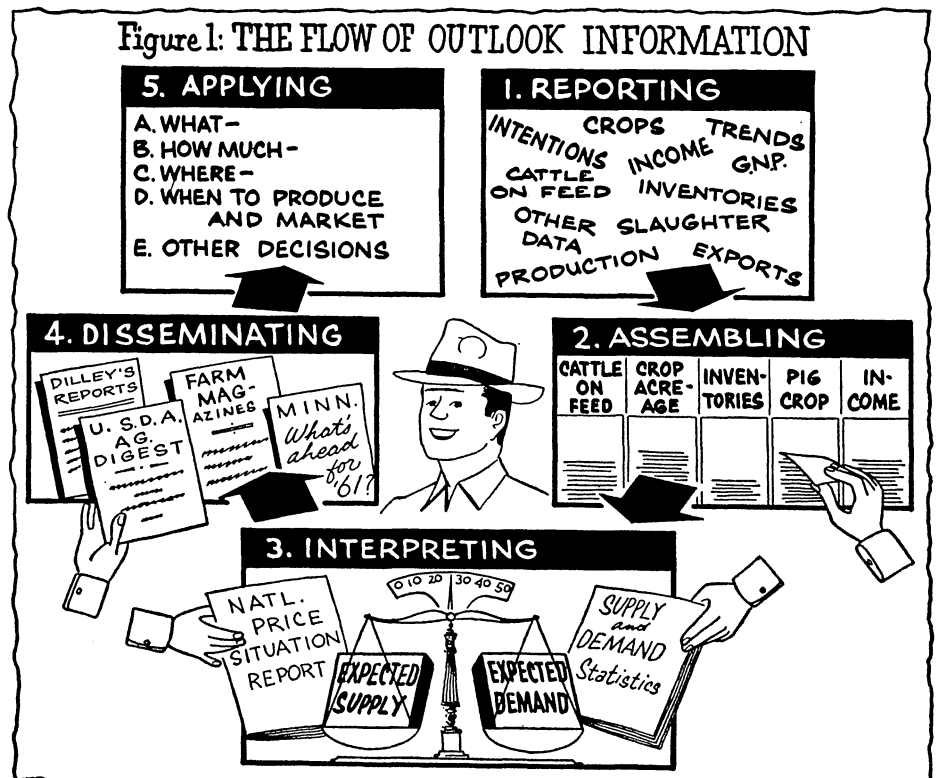 Figure 1: THE FLOW OF OUTLOOK INFORMATION
5. APPLYING
A. WHAT–
B. HOW MUCH–
C. WHERE–
D. WHEN TO PRODUCE
AND MARKET
E. OTHER DECISIONS
1. REPORTING
INTENTIONS
CROPS
TRENDS
INCOME
G.N.P.
CATTLE
ON FEED
INVENTORIES
OTHER
DATA
SLAUGHTER
PRODUCTION
EXPORTS
4. DISSEMINATING
DILLEY'S
REPORTS
U. S.D.A.
AG.
DIGEST
FARM
MAG-
AZINES
MINN.
What's
ahead
for
'61?
2. ASSEMBLING
CATTLE
ON
FEED
CROP
ACRE-
AGE
INVEN-
TORIES
PIG
CROP
IN-
COME
3. INTERPRETING
NATL.
PRICE
SITUATION
REPORT
0 10 20 30 40 50
EXPECTED
SUPPLY
EXPECTED
DEMAND
SUPPLY
and
DEMAND
Statistics